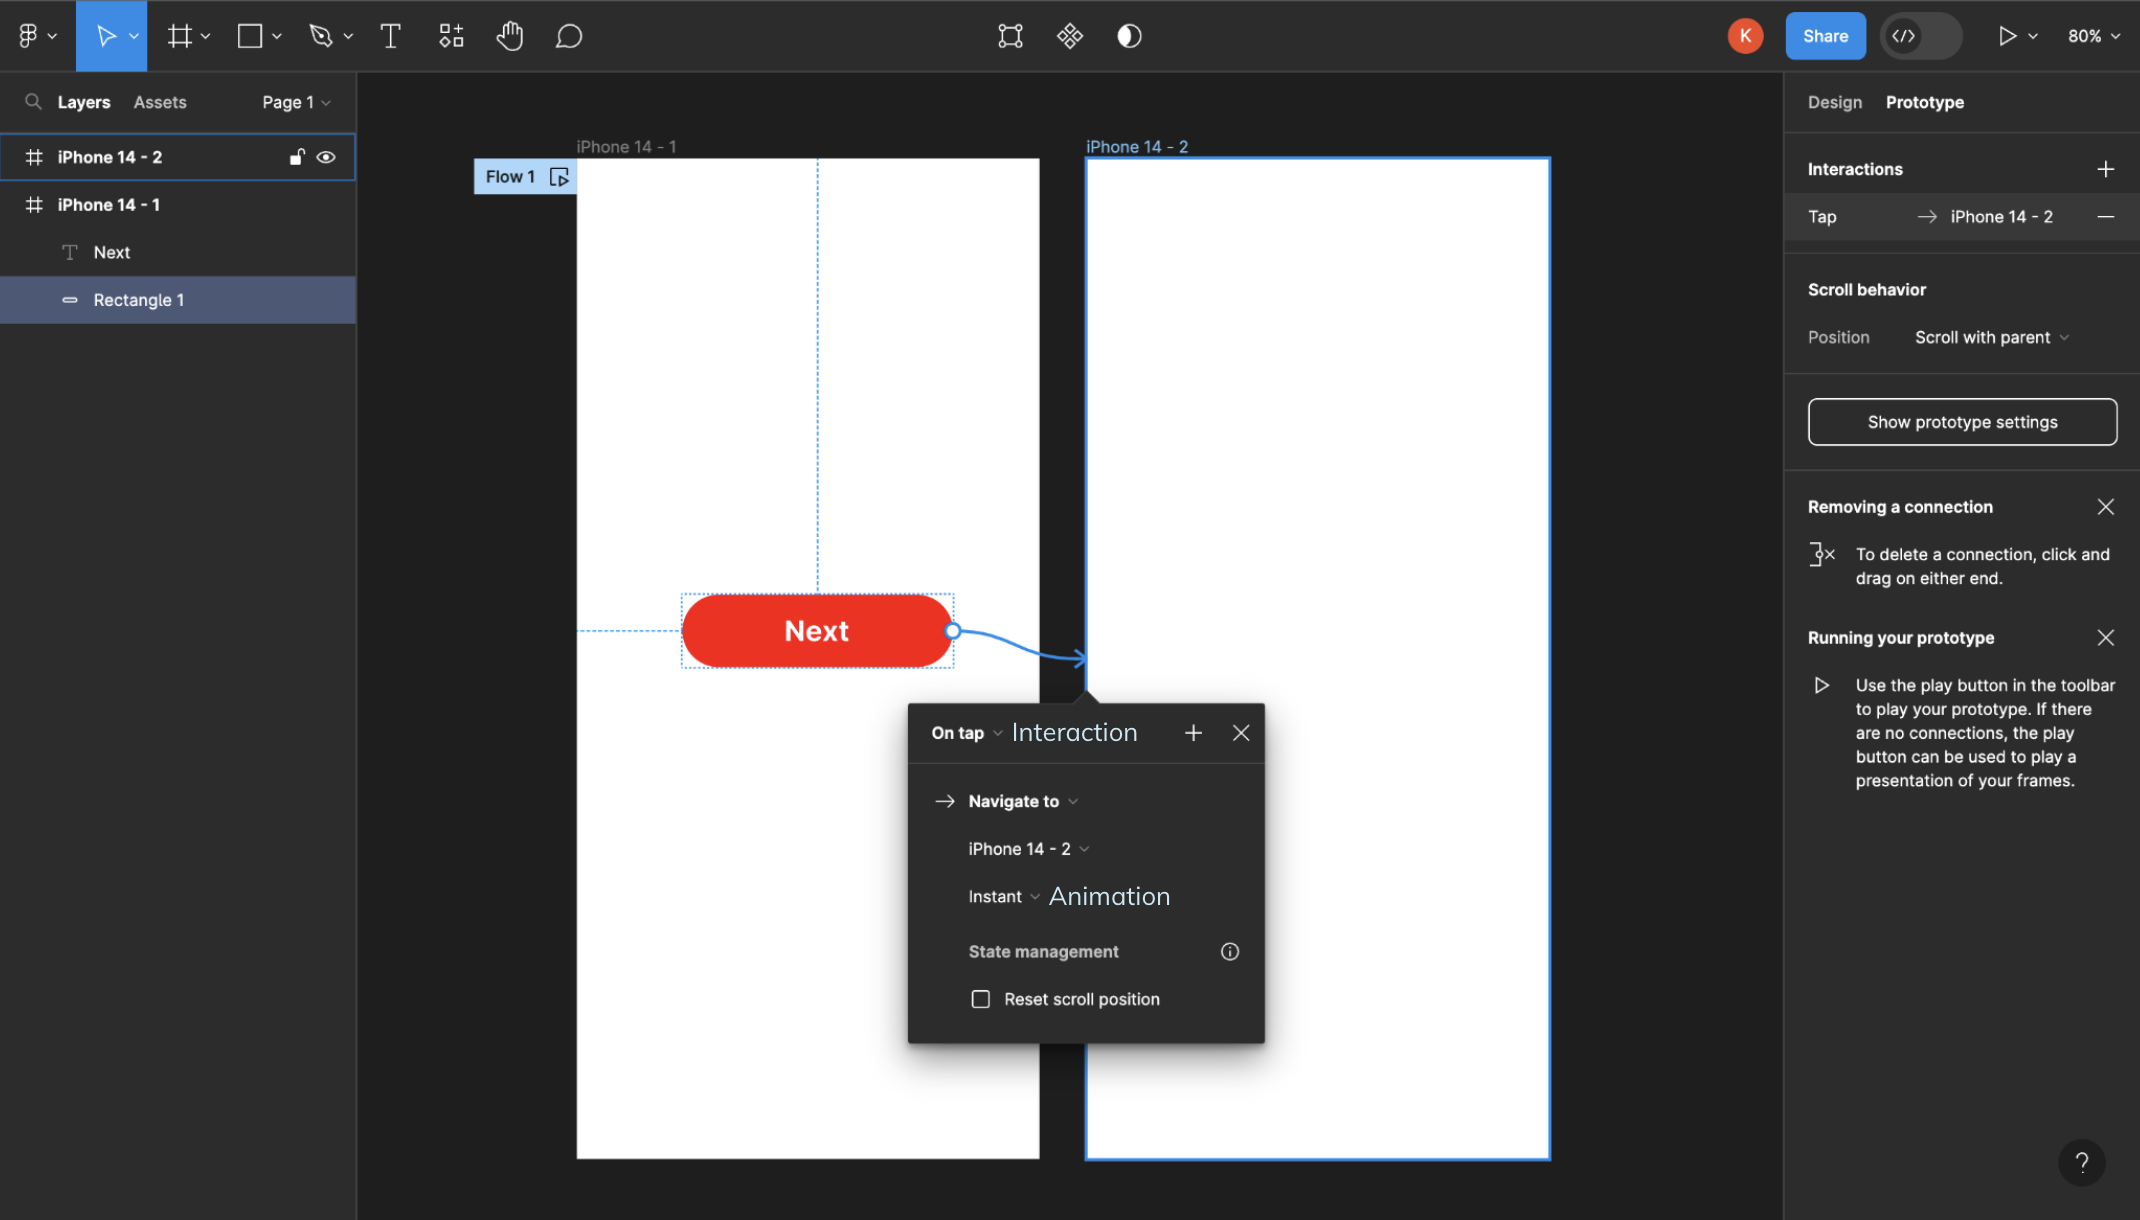 K
Share
80%
Layers
Assets
Page 1
iPhone 14 - 2
iPhone 14 - 1
Next
Rectangle 1
iPhone 14 - 1
iPhone 14 - 2
Flow 1
Next
On tap
Interaction
Navigate to
iPhone 14 - 2
Instant
Animation
State management
Reset scroll position
Design
Prototype
Interactions
Tap
iPhone 14 - 2
Scroll behavior
Position
Scroll with parent
Show prototype settings
Removing a connection
To delete a connection, click and
drag on either end.
Running your prototype
Use the play button in the toolbar
to play your prototype. If there
are no connections, the play
button can be used to play a
presentation of your frames.
?